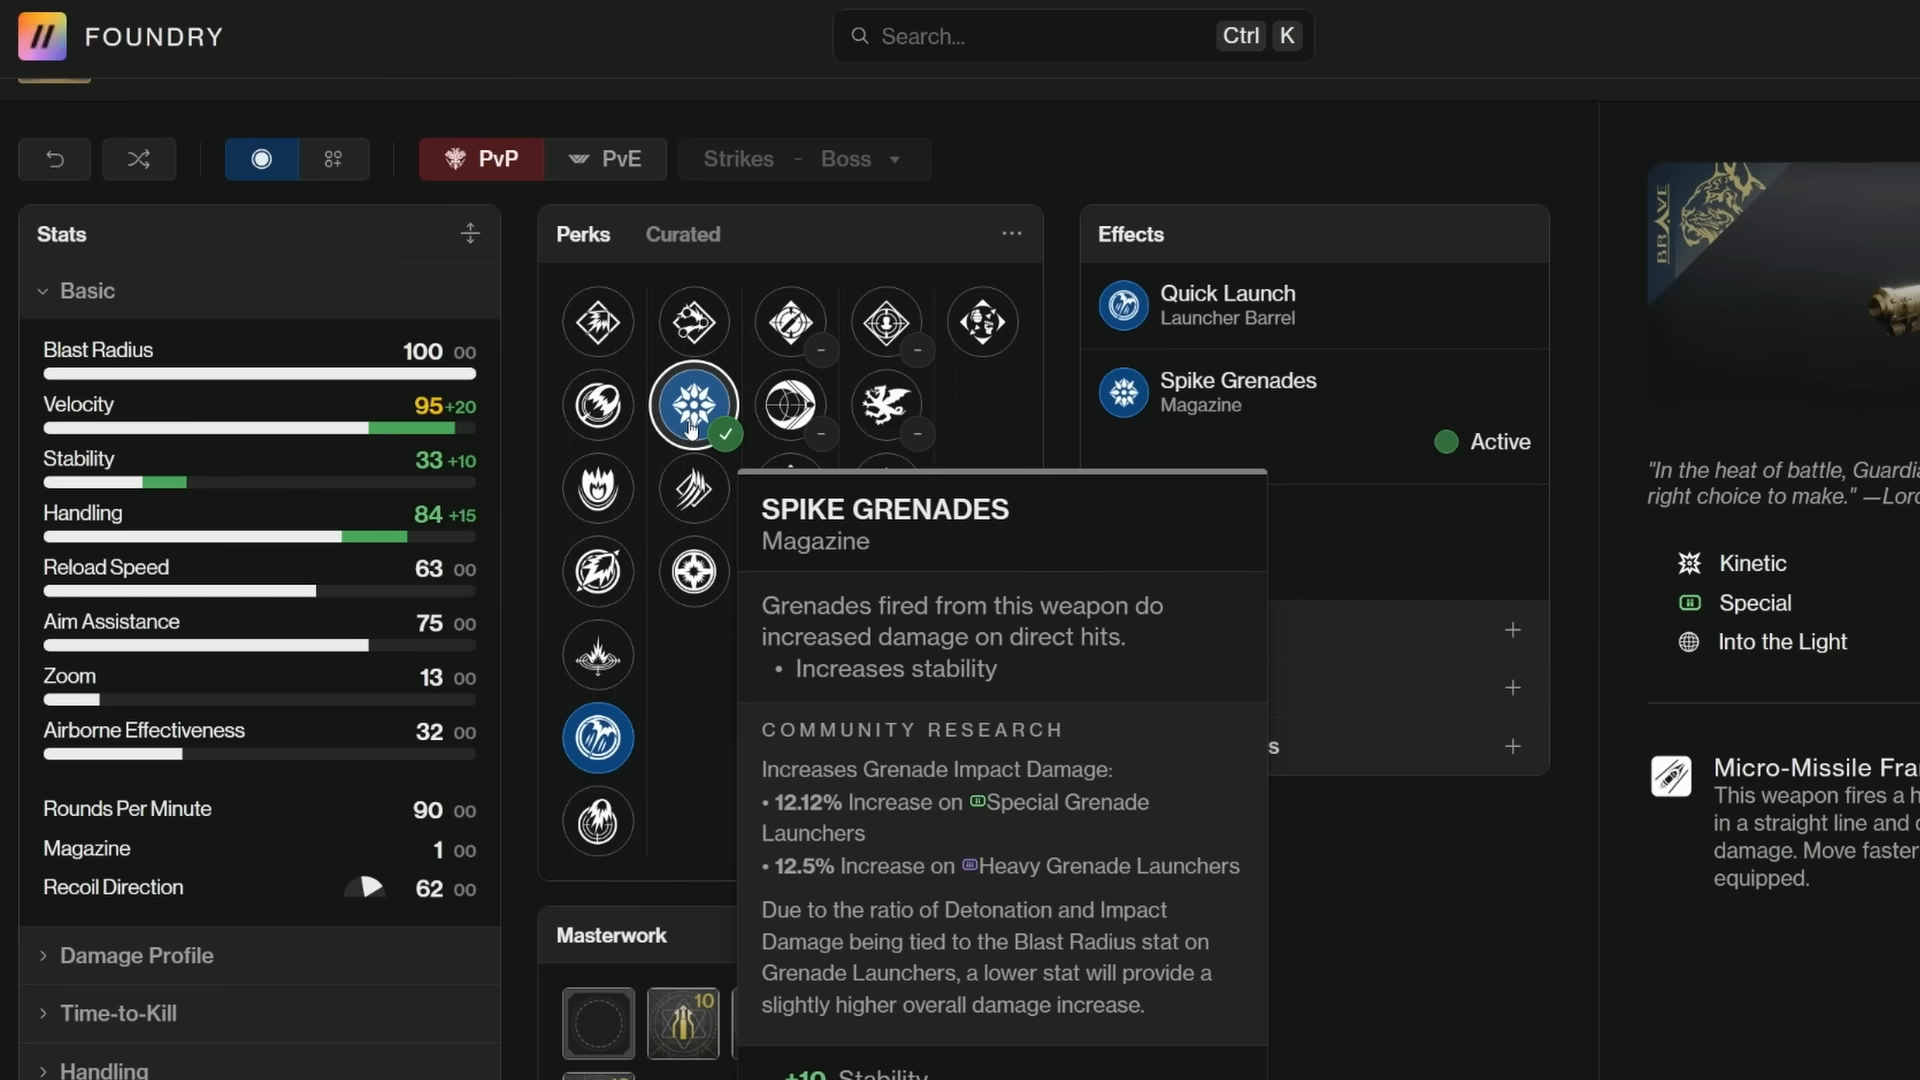 FOUNDRY
Search...
Ctrl
K
PvP
PvE
Strikes - Boss
Stats
Basic
Blast Radius 100 00
Velocity 95 +20
Stability 33 +10
Handling 84 +15
Reload Speed 63 00
Aim Assistance 75 00
Zoom 13 00
Airborne Effectiveness 32 00
Rounds Per Minute 90 00
Magazine 1 00
Recoil Direction 62 00
Damage Profile
Time-to-Kill
Handling
Perks Curated
Masterwork
10
SPIKE GRENADES
Magazine
Grenades fired from this weapon do
increased damage on direct hits.
• Increases stability
COMMUNITY RESEARCH
Increases Grenade Impact Damage:
• 12.12% Increase on Special Grenade
Launchers
• 12.5% Increase on Heavy Grenade Launchers
Due to the ratio of Detonation and Impact
Damage being tied to the Blast Radius stat on
Grenade Launchers, a lower stat will provide a
slightly higher overall damage increase.
+10 Stability
Effects
Quick Launch
Launcher Barrel
Spike Grenades
Magazine
Active
s
BRAVE
"In the heat of battle, Guardia
right choice to make." —Lor
Kinetic
Special
Into the Light
Micro-Missile Fra
This weapon fires a h
in a straight line and
damage. Move faster
equipped.